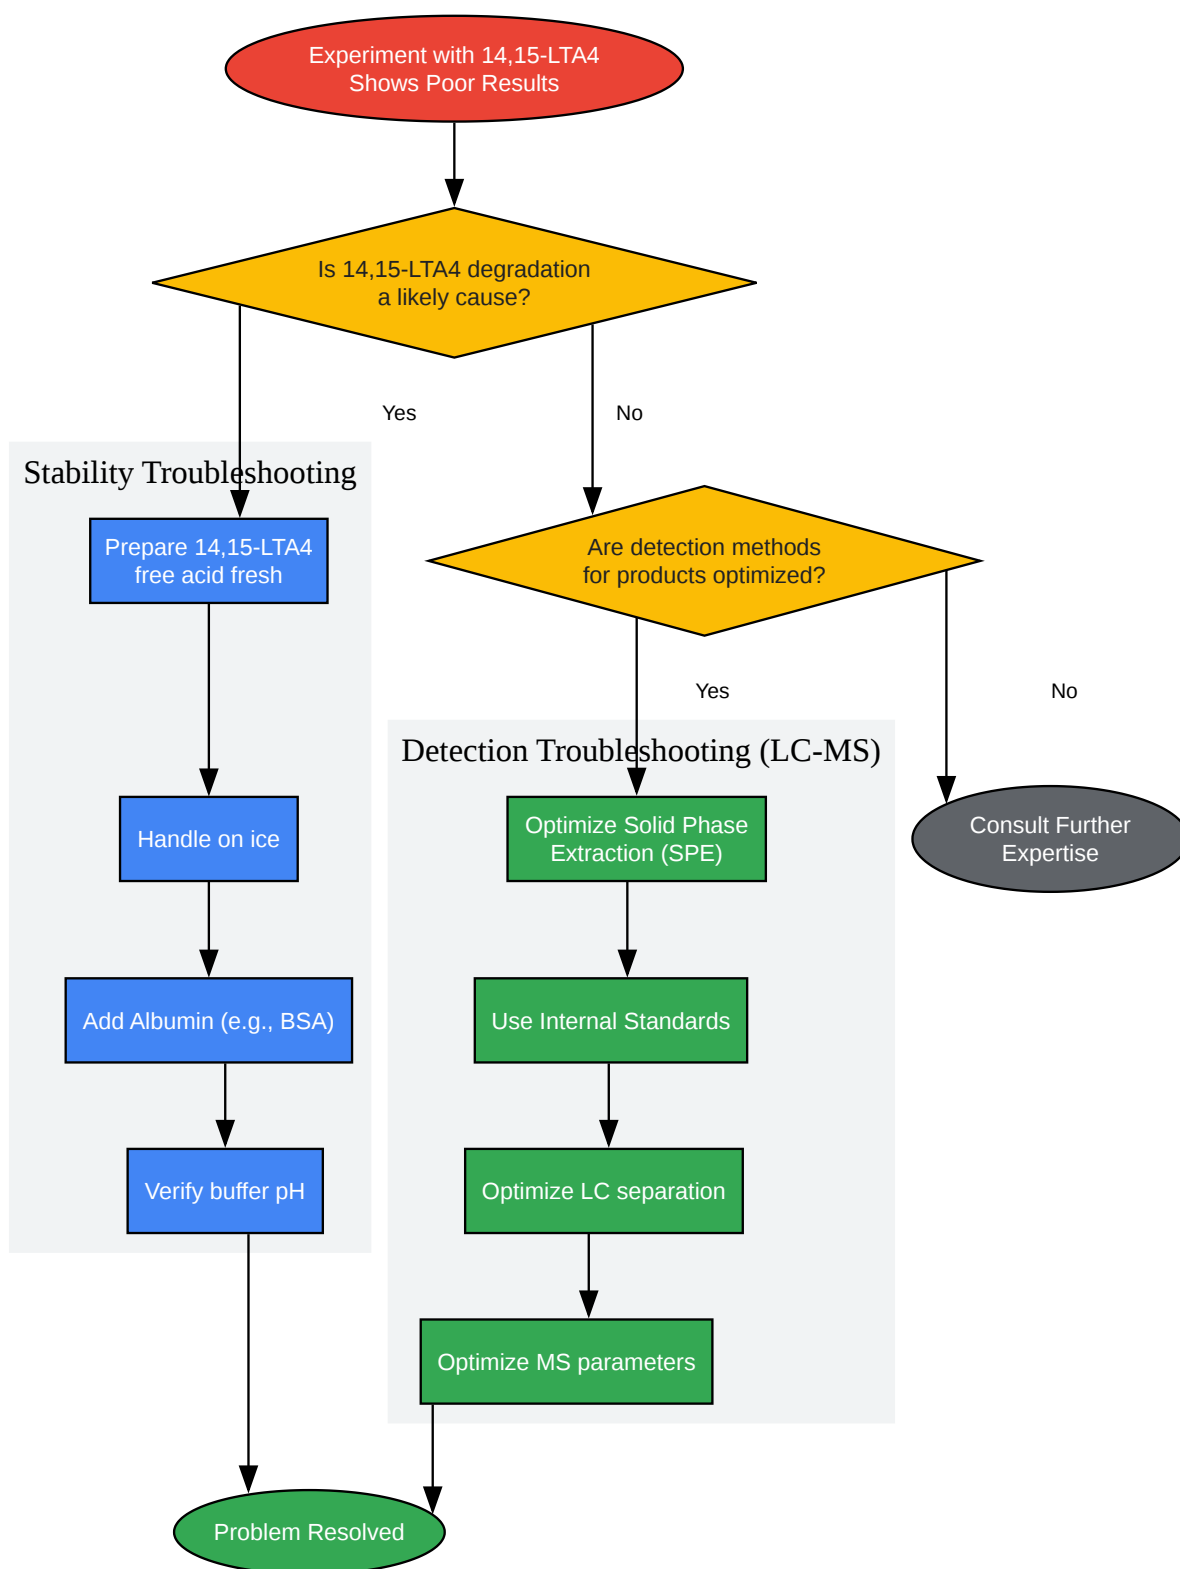 Experiment with 14,15-LTA4
Shows Poor Results
Is 14,15-LTA4 degradation
a likely cause?
Yes
No
Stability Troubleshooting
Prepare 14,15-LTA4
free acid fresh
Are detection methods
for products optimized?
Yes
No
Detection Troubleshooting (LC-MS)
Handle on ice
Optimize Solid Phase
Extraction (SPE)
Consult Further
Expertise
Add Albumin (e.g., BSA)
Use Internal Standards
Verify buffer pH
Optimize LC separation
Optimize MS parameters
Problem Resolved